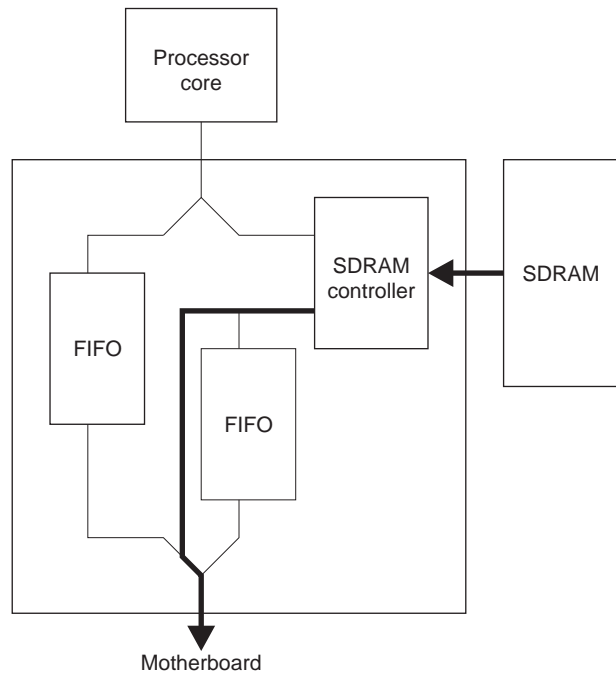 Processor
core
SDRAM
controller
SDRAM
FIFO
FIFO
Motherboard